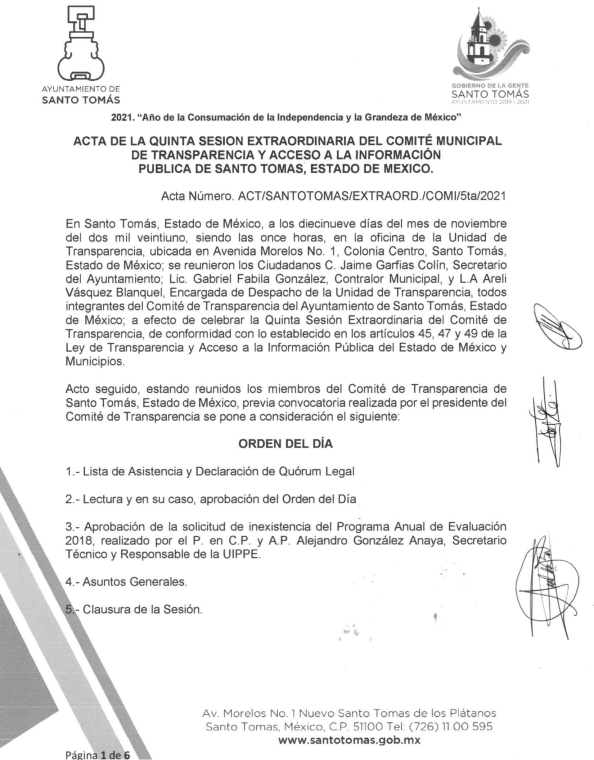 AYUNTAMIENTO DE
SANTO TOMÁS
GOBIERNO DE LA GENTE
SANTO TOMÁS
AYUNTAMIENTO 2019 - 2021
2021. “Año de la Consumación de la Independencia y la Grandeza de México”
ACTA DE LA QUINTA SESION EXTRAORDINARIA DEL COMITÉ MUNICIPAL
DE TRANSPARENCIA Y ACCESO A LA INFORMACIÓN
PUBLICA DE SANTO TOMAS, ESTADO DE MEXICO.
Acta Número. ACT/SANTOTOMAS/EXTRAORD./COMI/5ta/2021
En Santo Tomás, Estado de México, a los diecinueve días del mes de noviembre
del dos mil veintiuno, siendo las once horas, en la oficina de la Unidad de
Transparencia, ubicada en Avenida Morelos No. 1, Colonia Centro, Santo Tomás,
Estado de México; se reunieron los Ciudadanos C. Jaime Garfias Colín, Secretario
del Ayuntamiento; Lic. Gabriel Fabila González, Contralor Municipal, y L.A Areli
Vásquez Blanquel, Encargada de Despacho de la Unidad de Transparencia, todos
integrantes del Comité de Transparencia del Ayuntamiento de Santo Tomás, Estado
de México; a efecto de celebrar la Quinta Sesión Extraordinaria del Comité de
Transparencia, de conformidad con lo establecido en los artículos 45, 47 y 49 de la
Ley de Transparencia y Acceso a la Información Pública del Estado de México y
Municipios.
Acto seguido, estando reunidos los miembros del Comité de Transparencia de
Santo Tomás, Estado de México, previa convocatoria realizada por el presidente del
Comité de Transparencia se pone a consideración el siguiente:
ORDEN DEL DÍA
1.- Lista de Asistencia y Declaración de Quórum Legal
2.- Lectura y en su caso, aprobación del Orden del Día
3.- Aprobación de la solicitud de inexistencia del Programa Anual de Evaluación
2018, realizado por el P. en C.P. y A.P. Alejandro González Anaya, Secretario
Técnico y Responsable de la UIPPE.
4.- Asuntos Generales.
5.- Clausura de la Sesión.
Av. Morelos No. 1 Nuevo Santo Tomas de los Plátanos
Santo Tomas, México, C.P. 51100 Tel: (726) 11 00 595
www.santotomas.gob.mx
Página 1 de 6